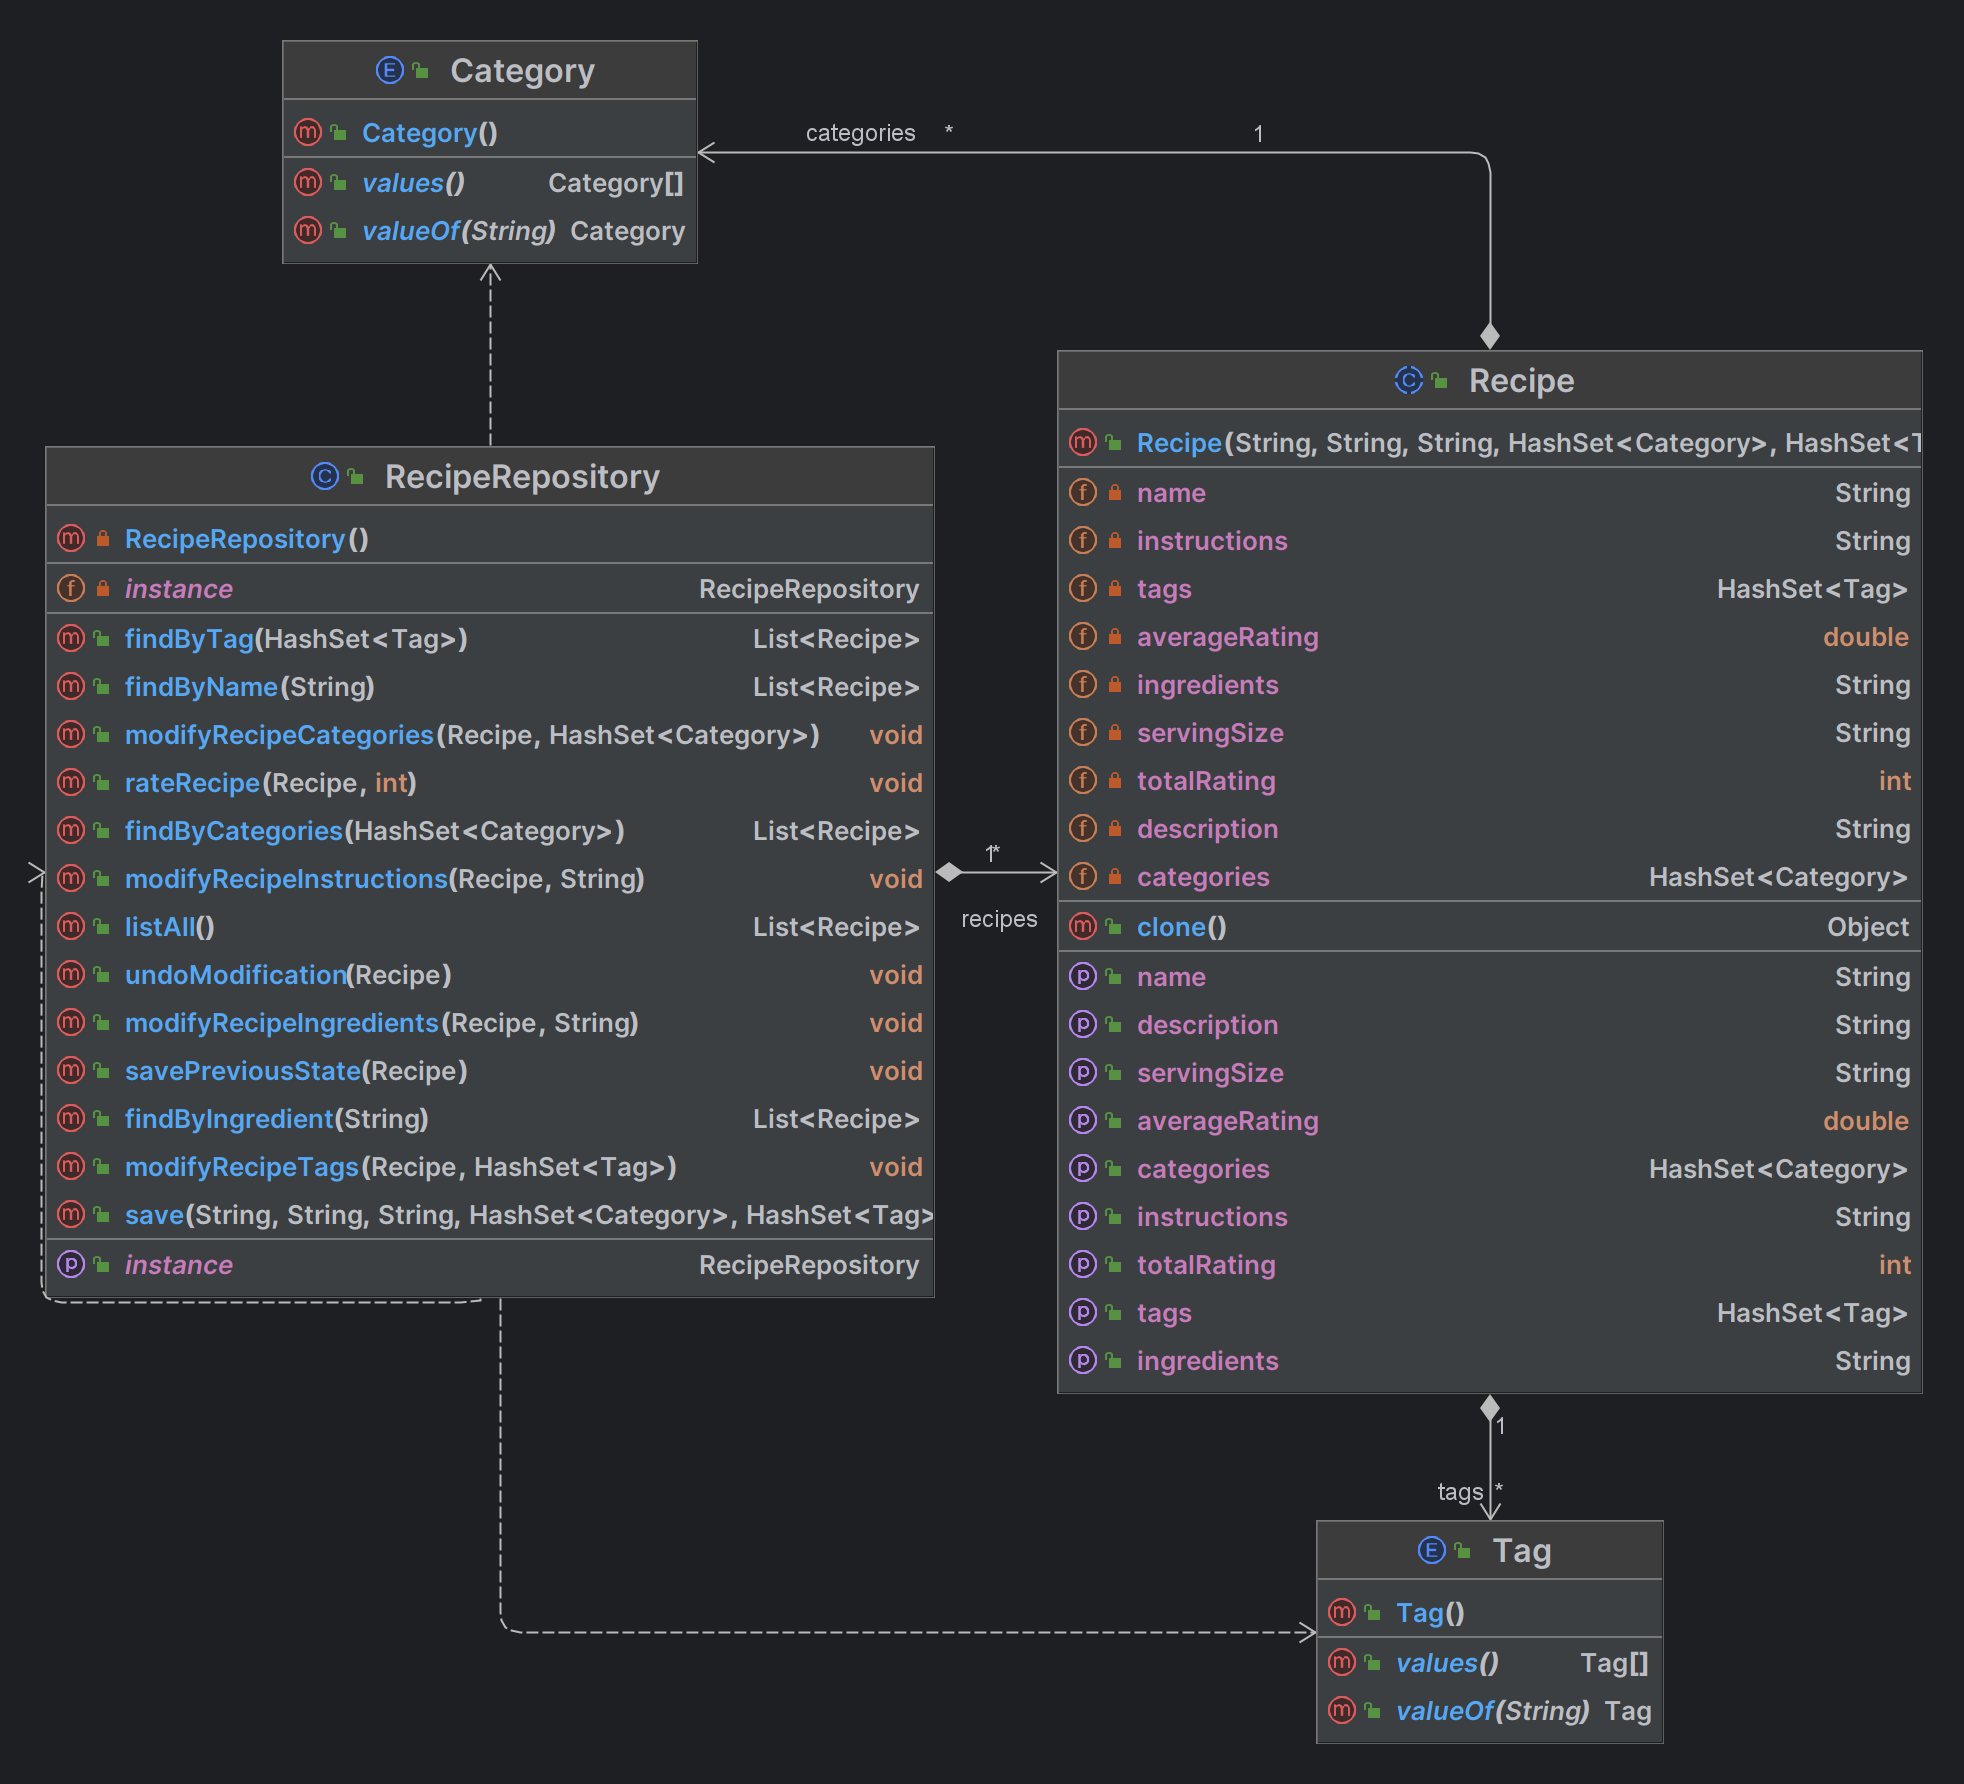 Category
Category()
values() Category[]
valueOf(String) Category
categories * 1
RecipeRepository
RecipeRepository()
instance RecipeRepository
findByTag(HashSet<Tag>) List<Recipe>
findByName(String) List<Recipe>
modifyRecipeCategories(Recipe, HashSet<Category>) void
rateRecipe(Recipe, int) void
findByCategories(HashSet<Category>) List<Recipe>
modifyRecipeInstructions(Recipe, String) void
listAll() List<Recipe>
undoModification(Recipe) void
modifyRecipeIngredients(Recipe, String) void
savePreviousState(Recipe) void
findByIngredient(String) List<Recipe>
modifyRecipeTags(Recipe, HashSet<Tag>) void
save(String, String, String, HashSet<Category>, HashSet<Tag>
instance RecipeRepository
1*
recipes
Recipe
Recipe(String, String, String, HashSet<Category>, HashSet<T
name String
instructions String
tags HashSet<Tag>
averageRating double
ingredients String
servingSize String
totalRating int
description String
categories HashSet<Category>
clone() Object
name String
description String
servingSize String
averageRating double
categories HashSet<Category>
instructions String
totalRating int
tags HashSet<Tag>
ingredients String
1
tags *
Tag
Tag()
values() Tag[]
valueOf(String) Tag